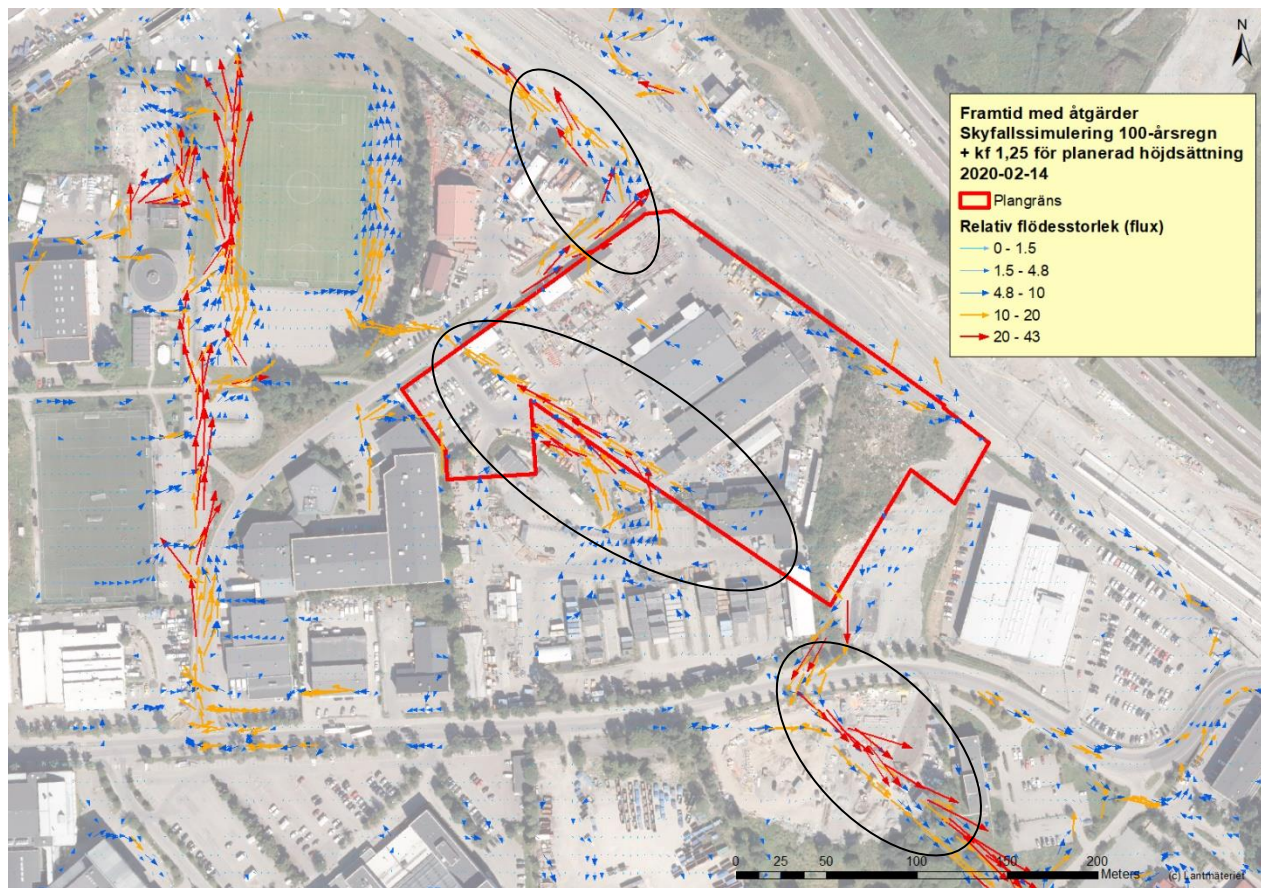 N
Framtid med åtgärder
Skyfallssimulering 100-årsregn
+ kf 1,25 för planerad höjdsättning
2020-02-14
Plangräns
Relativ flödesstorlek (flux)
0 - 1.5
1.5 - 4.8
4.8 - 10
10 - 20
20 - 43
0 25 50 100 150 200
Meters
(c) Lantmäteriet